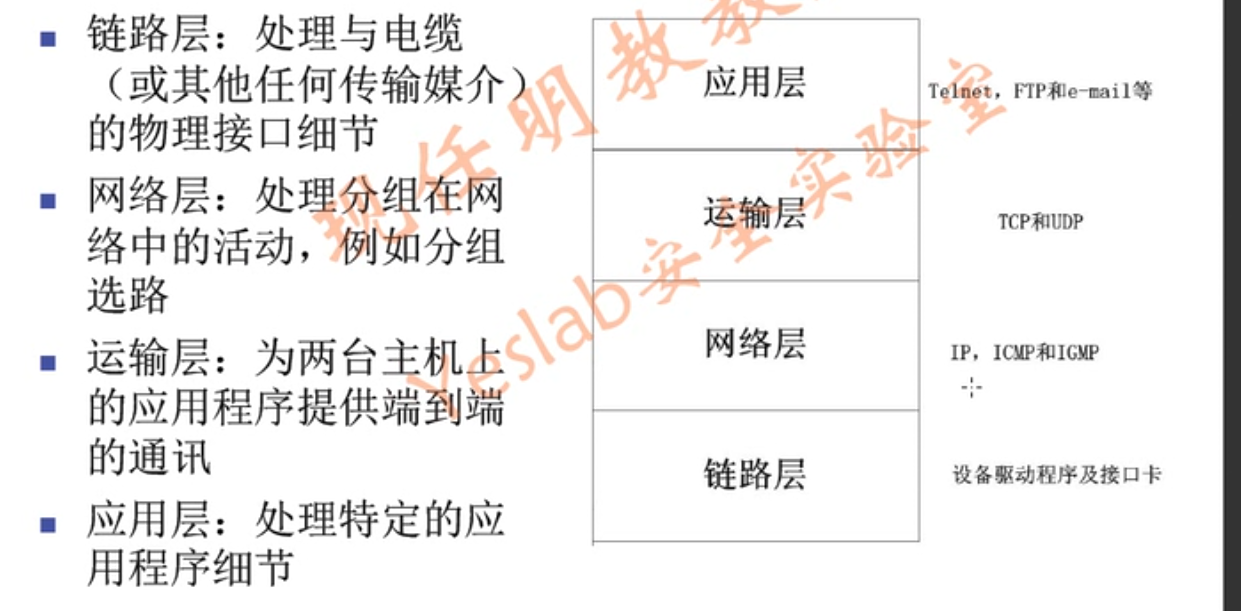 链路层：处理与电缆
（或其他任何传输媒介）
的物理接口细节
网络层：处理分组在网
络中的活动，例如分组
选路
运输层：为两台主机上
的应用程序提供端到端
的通讯
应用层：处理特定的应
用程序细节
应用层
Telnet，FTP和e-mail等
运输层
TCP和UDP
网络层
IP，ICMP和IGMP
链路层
设备驱动程序及接口卡
现任明教教
Yeslab安全实验室